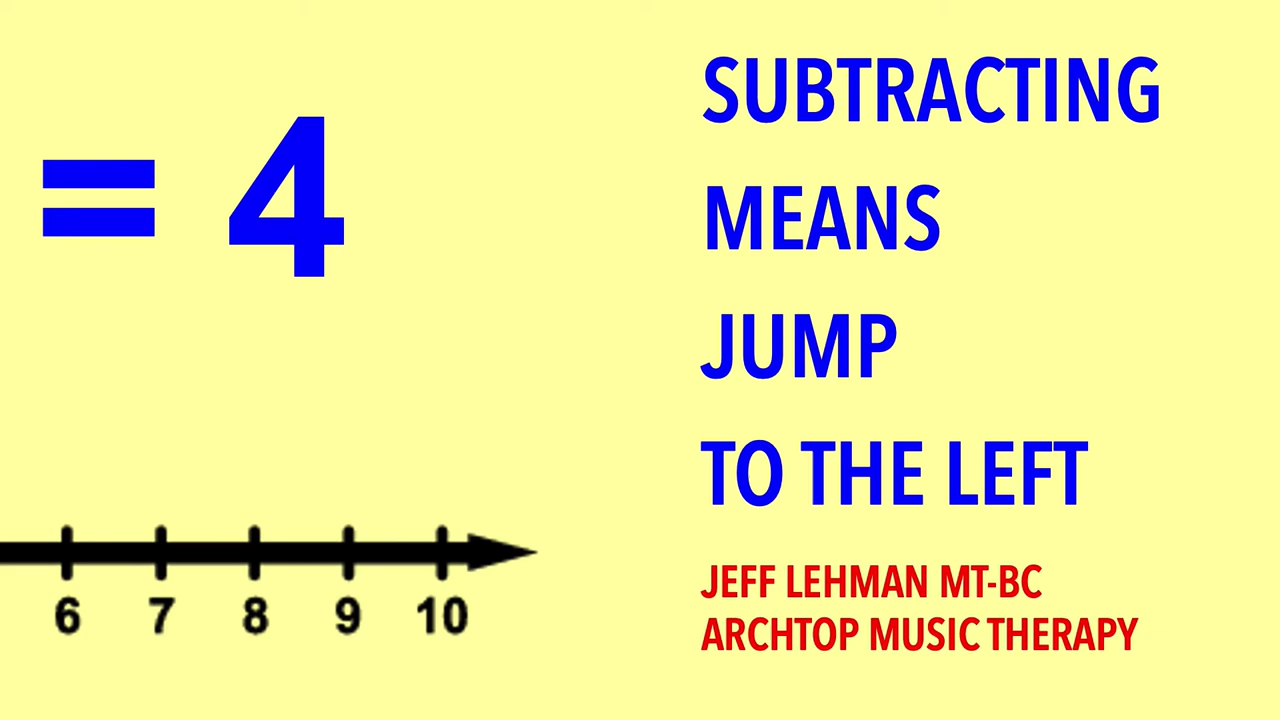 = 4
SUBTRACTING
MEANS
JUMP
TO THE LEFT
6 7 8 9 10
JEFF LEHMAN MT-BC
ARCHTOP MUSIC THERAPY